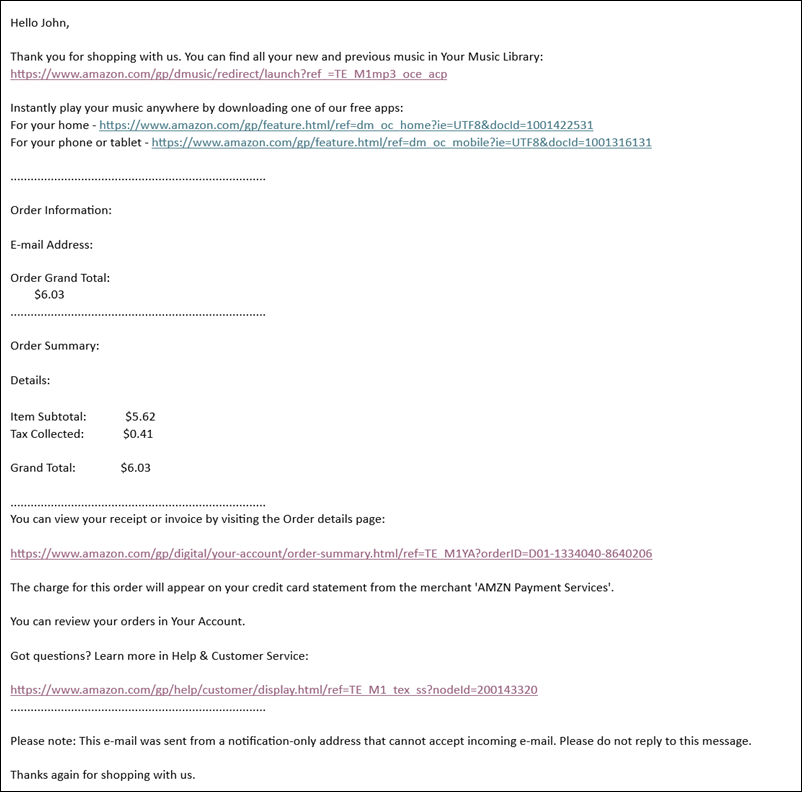 Hello John,
Thank you for shopping with us. You can find all your new and previous music in Your Music Library:
https://www.amazon.com/gp/dmusic/redirect/launch?ref_=TE_M1mp3_oce_acp
Instantly play your music anywhere by downloading one of our free apps:
For your home - https://www.amazon.com/gp/feature.html/ref=dm_oc_home?ie=UTF8&docId=1001422531
For your phone or tablet - https://www.amazon.com/gp/feature.html/ref=dm_oc_mobile?ie=UTF8&docId=1001316131
............................................................................
Order Information:
E-mail Address:
Order Grand Total:
$6.03
............................................................................
Order Summary:
Details:
Item Subtotal: $5.62
Tax Collected: $0.41
Grand Total: $6.03
............................................................................
You can view your receipt or invoice by visiting the Order details page:
https://www.amazon.com/gp/digital/your-account/order-summary.html/ref=TE_M1YA?orderID=D01-1334040-8640206
The charge for this order will appear on your credit card statement from the merchant 'AMZN Payment Services'.
You can review your orders in Your Account.
Got questions? Learn more in Help & Customer Service:
https://www.amazon.com/gp/help/customer/display.html/ref=TE_M1_tex_ss?nodeId=200143320
............................................................................
Please note: This e-mail was sent from a notification-only address that cannot accept incoming e-mail. Please do not reply to this message.
Thanks again for shopping with us.